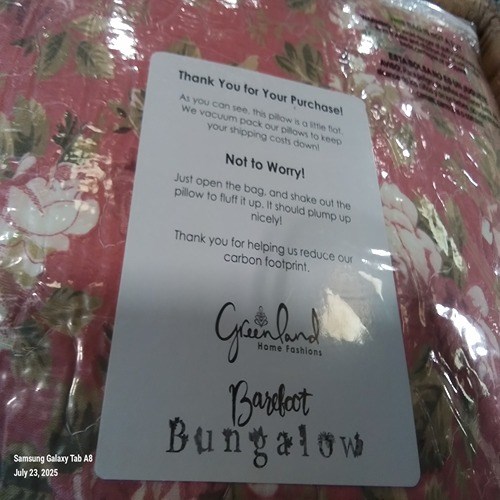 Thank You for Your Purchase!
As you can see, this pillow is a little flat.
We vacuum pack our pillows to keep
your shipping costs down!
Not to Worry!
Just open the bag, and shake out the
pillow to fluff it up. It should plump up
nicely!
Thank you for helping us reduce our
carbon footprint.
Greenland
Home Fashions
Barefoot
Bungalow
Samsung Galaxy Tab A8
July 23, 2025